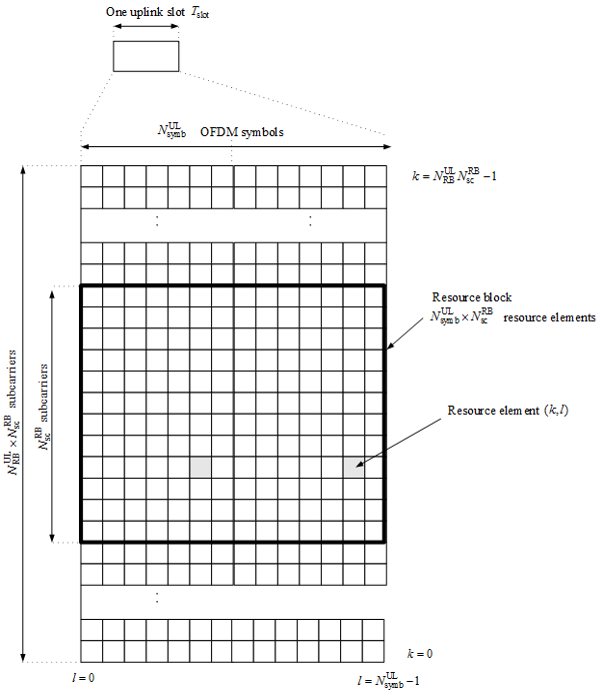 One uplink slot T_slot
N_symb^UL OFDM symbols
k = N_RB^UL N_sc^RB − 1
:
:
Resource block
N_symb^UL × N_sc^RB resource elements
N_RB^UL × N_sc^RB subcarriers
N_sc^RB subcarriers
Resource element (k, l)
:
k = 0
l = 0
l = N_symb^UL − 1